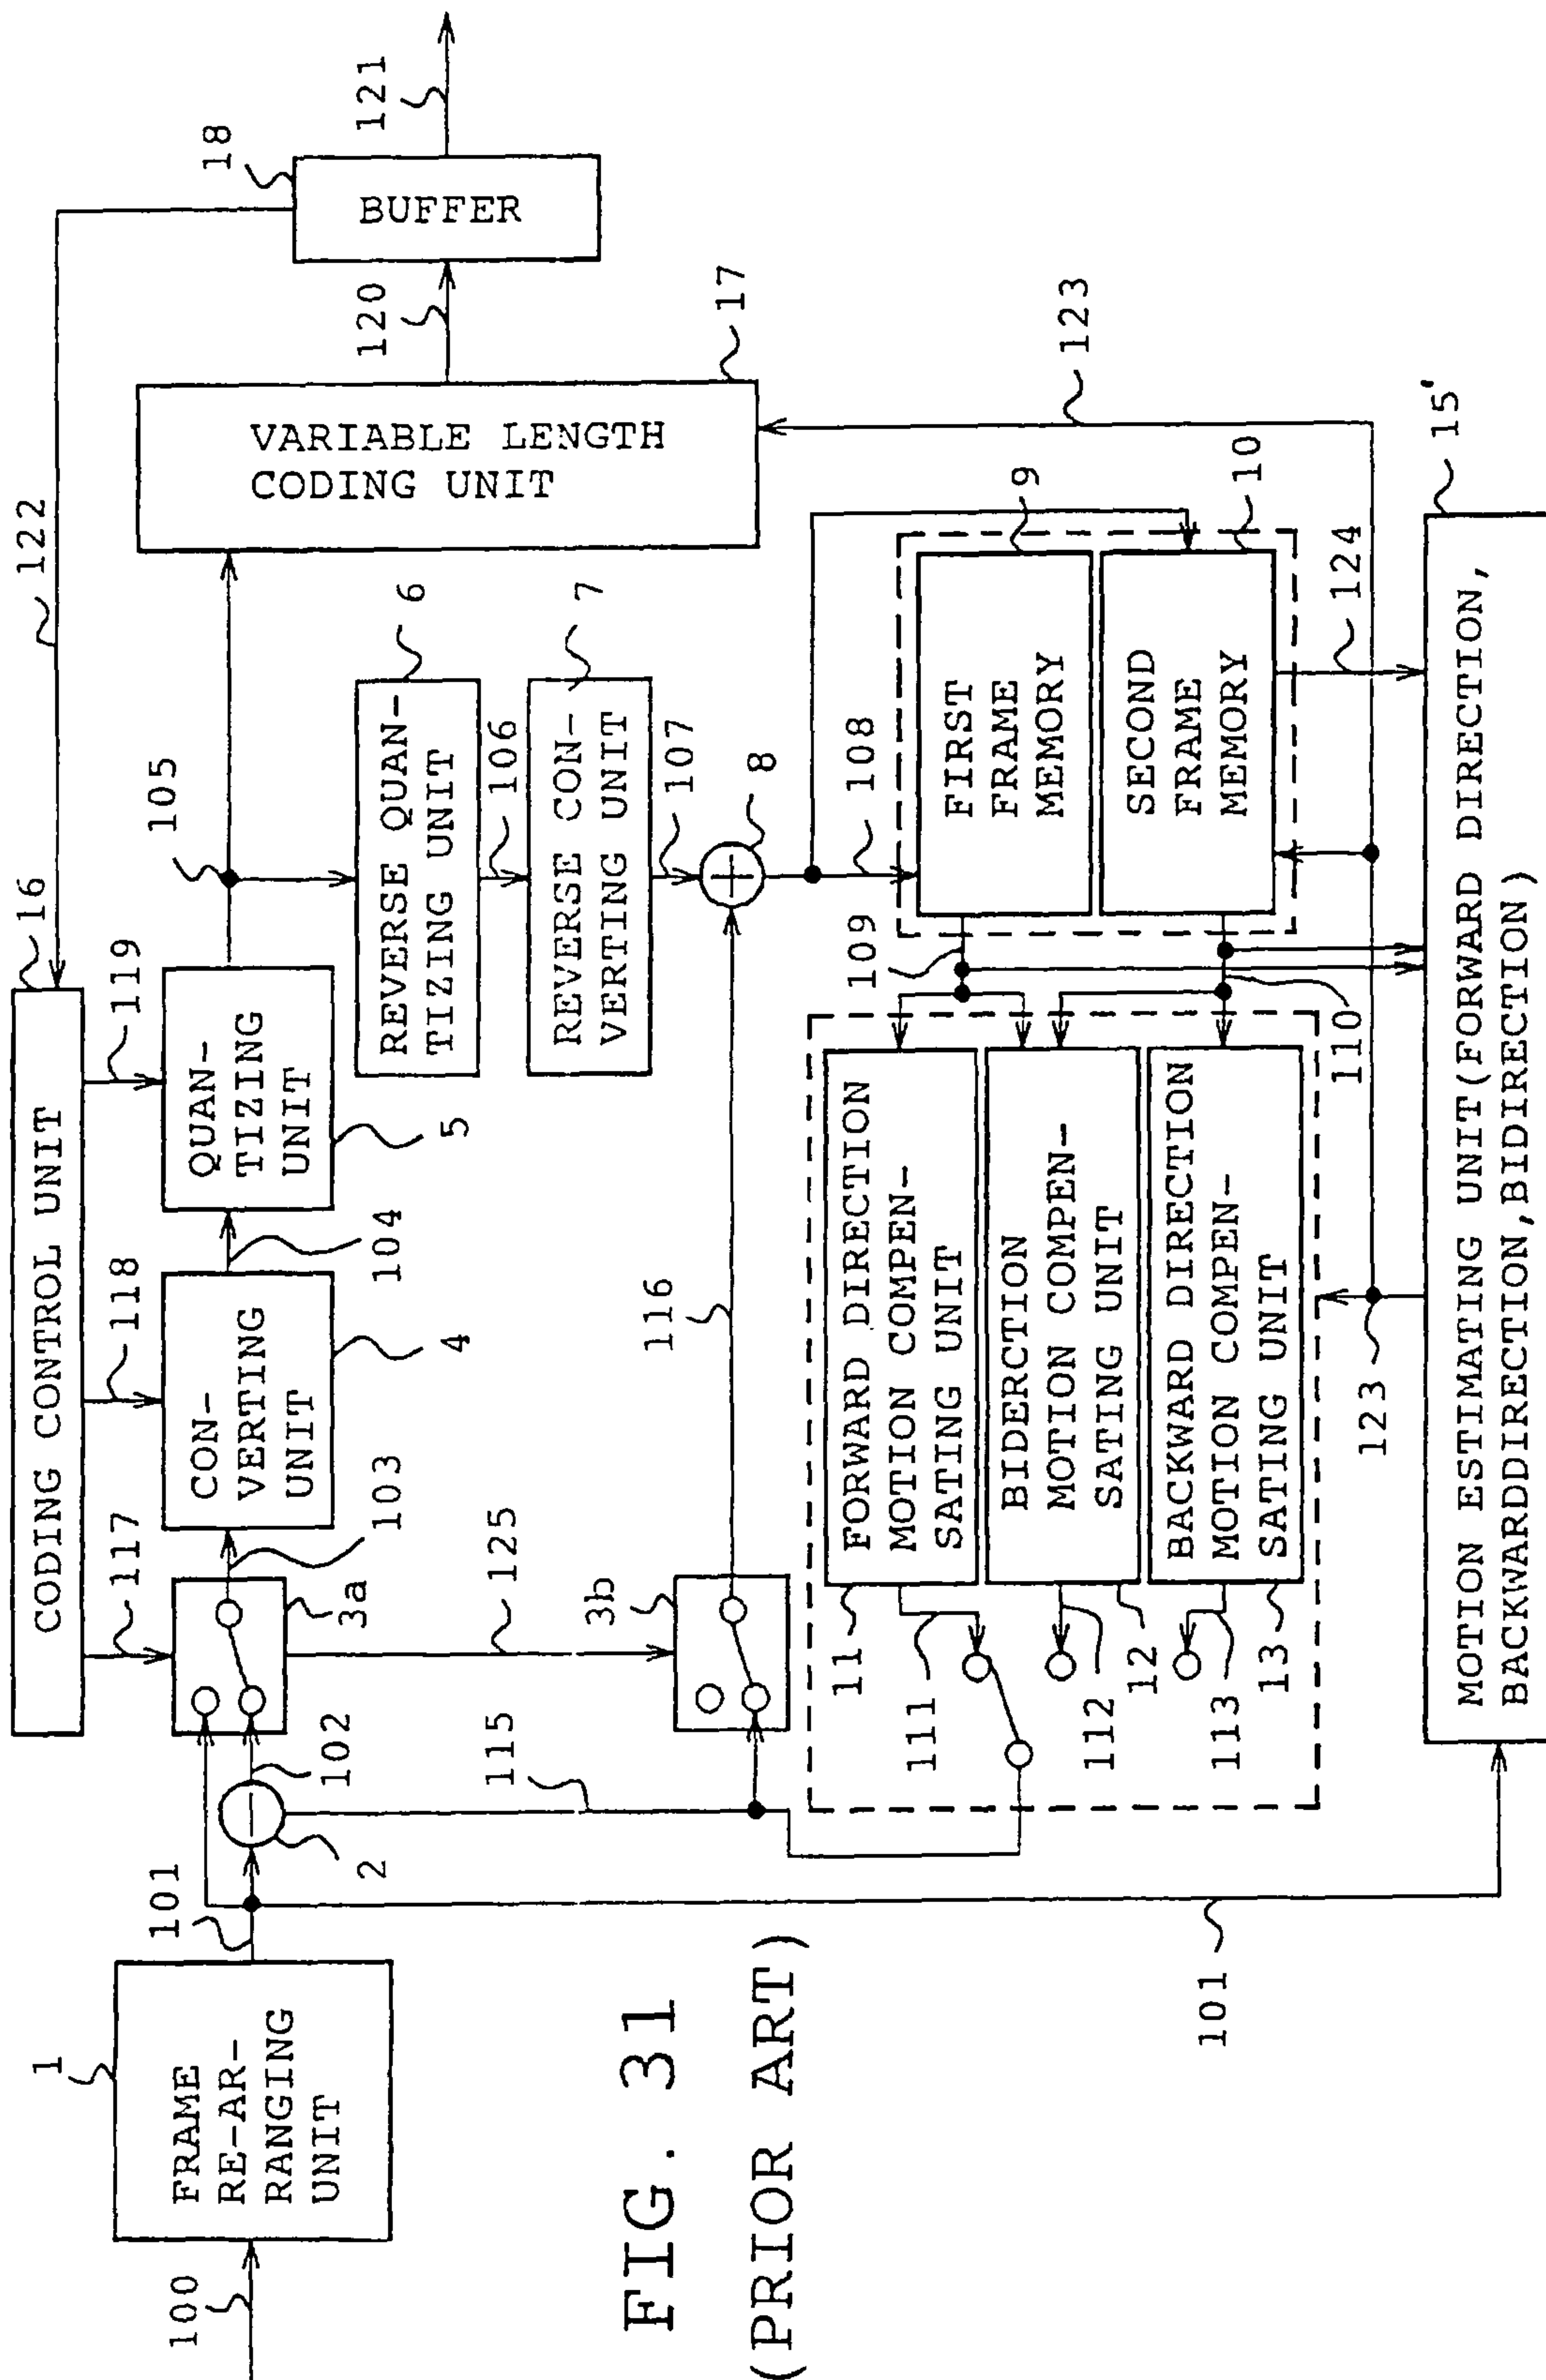 122
16
CODING CONTROL UNIT
117
118
119
18
BUFFER
121
120
1
FRAME
RE-AR-
RANGING
UNIT
100
101
102
2
3a
103
CON-
VERTING
UNIT
4
104
QUAN-
TIZING
UNIT
5
105
VARIABLE LENGTH
CODING UNIT
17
REVERSE QUAN-
TIZING UNIT
6
106
REVERSE CON-
VERTING UNIT
7
107
115
125
3b
116
8
108
FORWARD DIRECTION
MOTION COMPEN-
SATING UNIT
11
111
BIDERCTION
MOTION COMPEN-
SATING UNIT
12
112
BACKWARD DIRECTION
MOTION COMPEN-
SATING UNIT
13
113
109
110
FIRST
FRAME
MEMORY
9
SECOND
FRAME
MEMORY
10
123
124
123
101
15'
MOTION ESTIMATING UNIT(FORWARD DIRECTION,
BACKWARDDIRECTION,BIDIRECTION)
FIG. 31
(PRIOR ART)